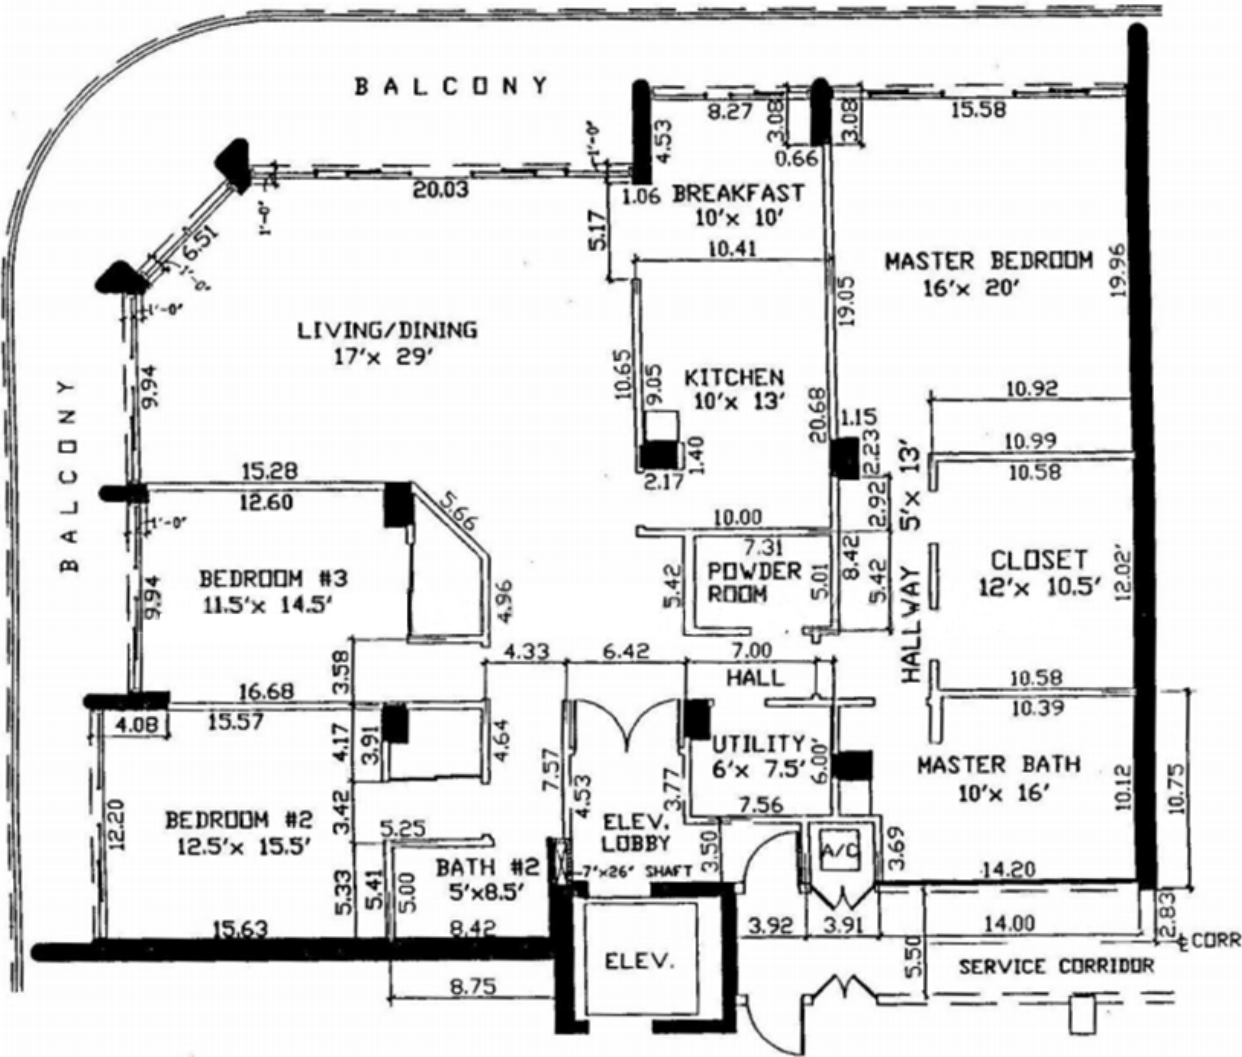 BALCONY
8.27
3.08
3.08
15.58
4.53
1'-0"
0.66
20.03
1.06
BREAKFAST
10'x 10'
1'-0"
6.51
5.17
10.41
1'-0"
MASTER BEDROOM
16'x 20'
19.96
1'-0"
19.05
LIVING/DINING
17'x 29'
BALCONY
9.94
10.65
9.05
KITCHEN
10'x 13'
10.92
20.68
1.15
2.23
10.99
1.40
15.28
10.58
12.60
2.17
5.66
2.92
HALLWAY 5'x 13'
1'-0"
10.00
7.31
8.42
BEDROOM #3
11.5'x 14.5'
9.94
4.96
5.42
POWDER
ROOM
5.01
5.42
CLOSET
12'x 10.5'
12.02'
3.58
4.33
6.42
7.00
HALL
10.58
16.68
15.57
10.39
4.08
4.17
3.91
4.64
7.57
4.53
3.77
UTILITY
6'x 7.5'
6.00'
MASTER BATH
10'x 16'
10.12
10.75
7.56
12.20
3.42
BEDROOM #2
12.5'x 15.5'
5.25
ELEV.
LOBBY
3.50
A/C
3.69
5.33
5.41
5.00
BATH #2
5'x8.5'
7"x26" SHAFT
14.20
15.63
8.42
3.92
3.91
14.00
2.83
CORR
5.50
ELEV.
SERVICE CORRIDOR
8.75